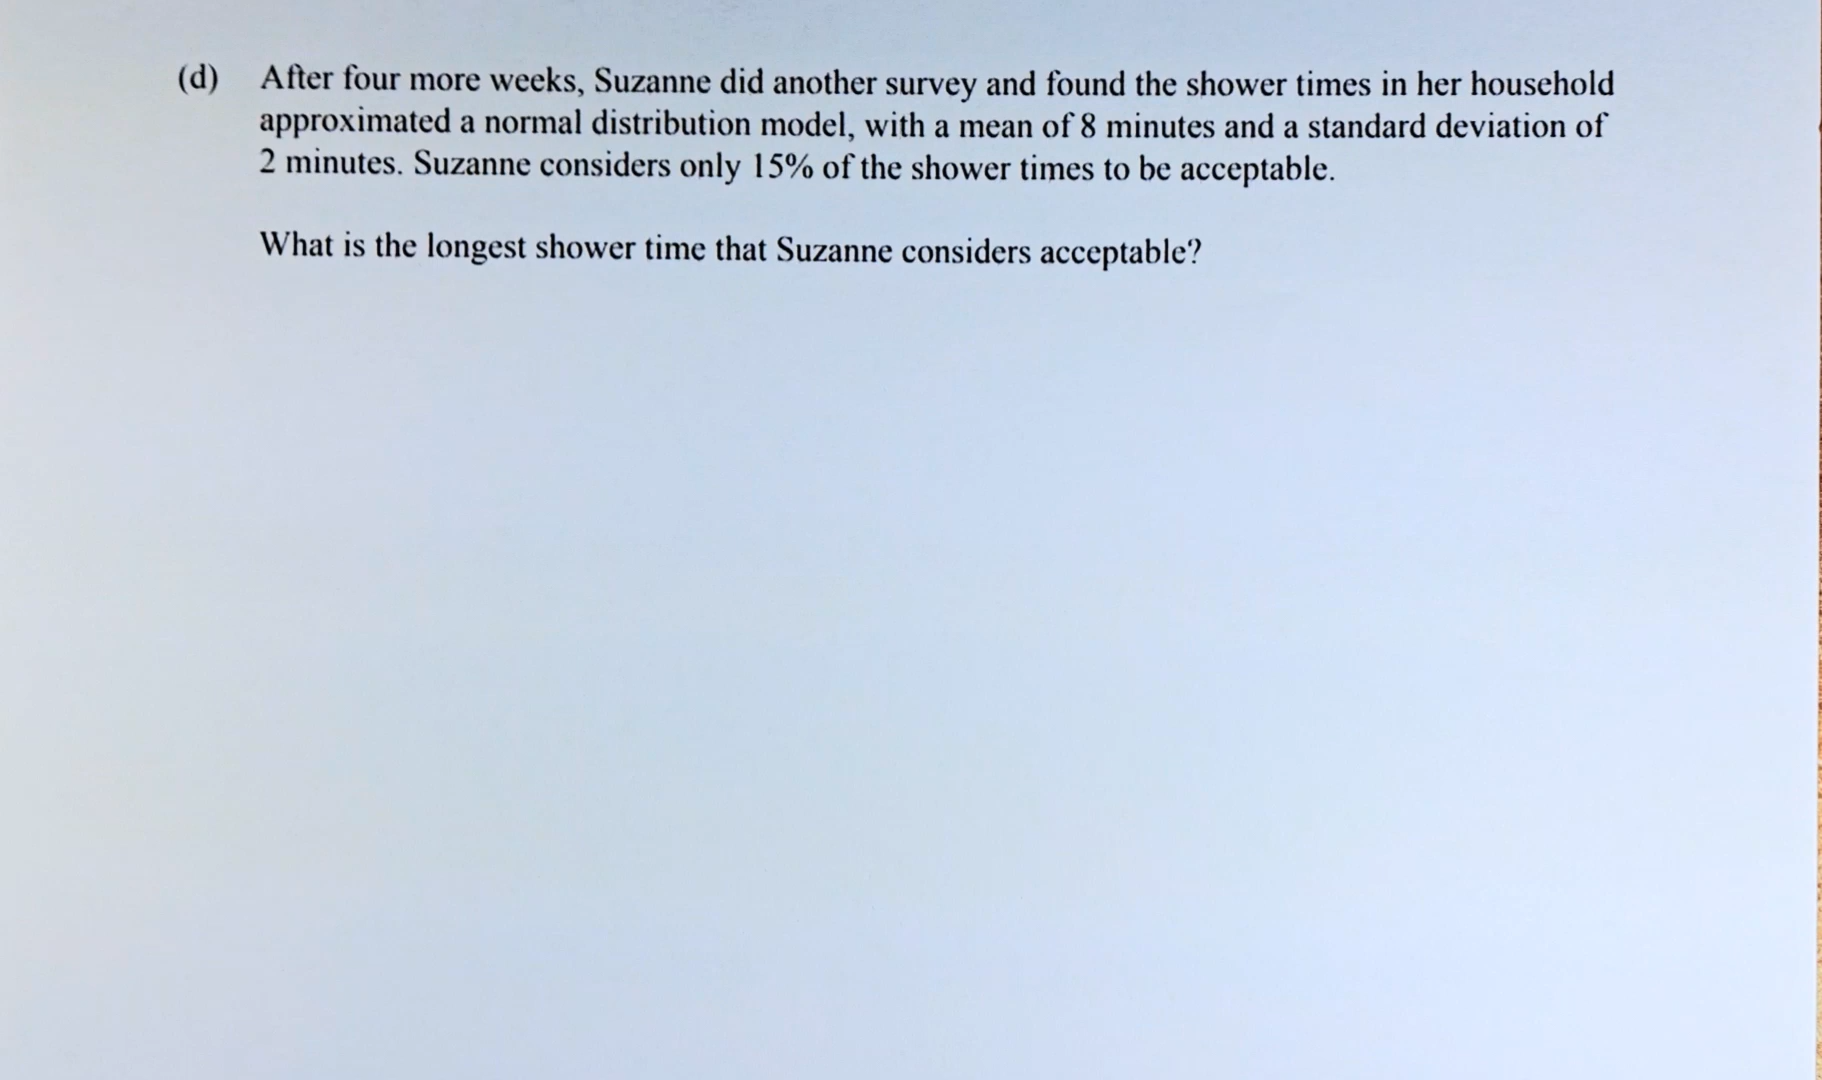 (d) After four more weeks, Suzanne did another survey and found the shower times in her household
approximated a normal distribution model, with a mean of 8 minutes and a standard deviation of
2 minutes. Suzanne considers only 15% of the shower times to be acceptable.
What is the longest shower time that Suzanne considers acceptable?